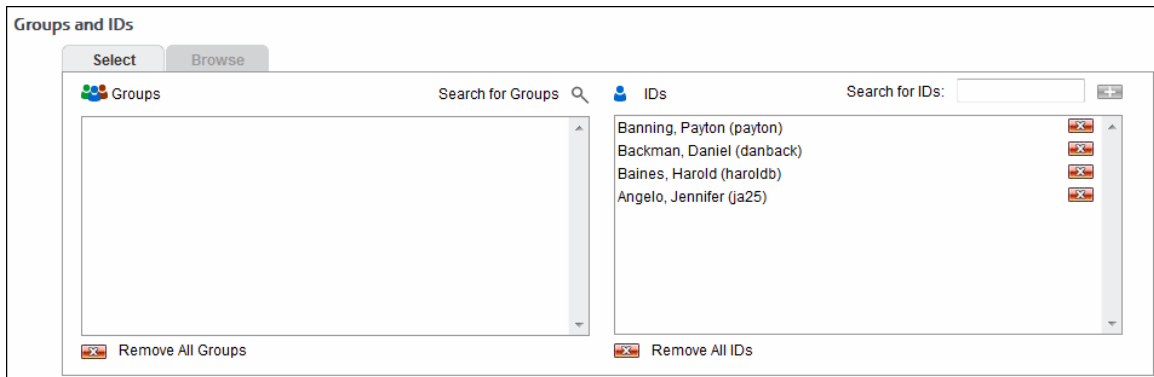 Groups and IDs
Select Browse
Groups Search for Groups IDs Search for IDs:
Banning, Payton (payton)
Backman, Daniel (danback)
Baines, Harold (haroldb)
Angelo, Jennifer (ja25)
Remove All Groups Remove All IDs